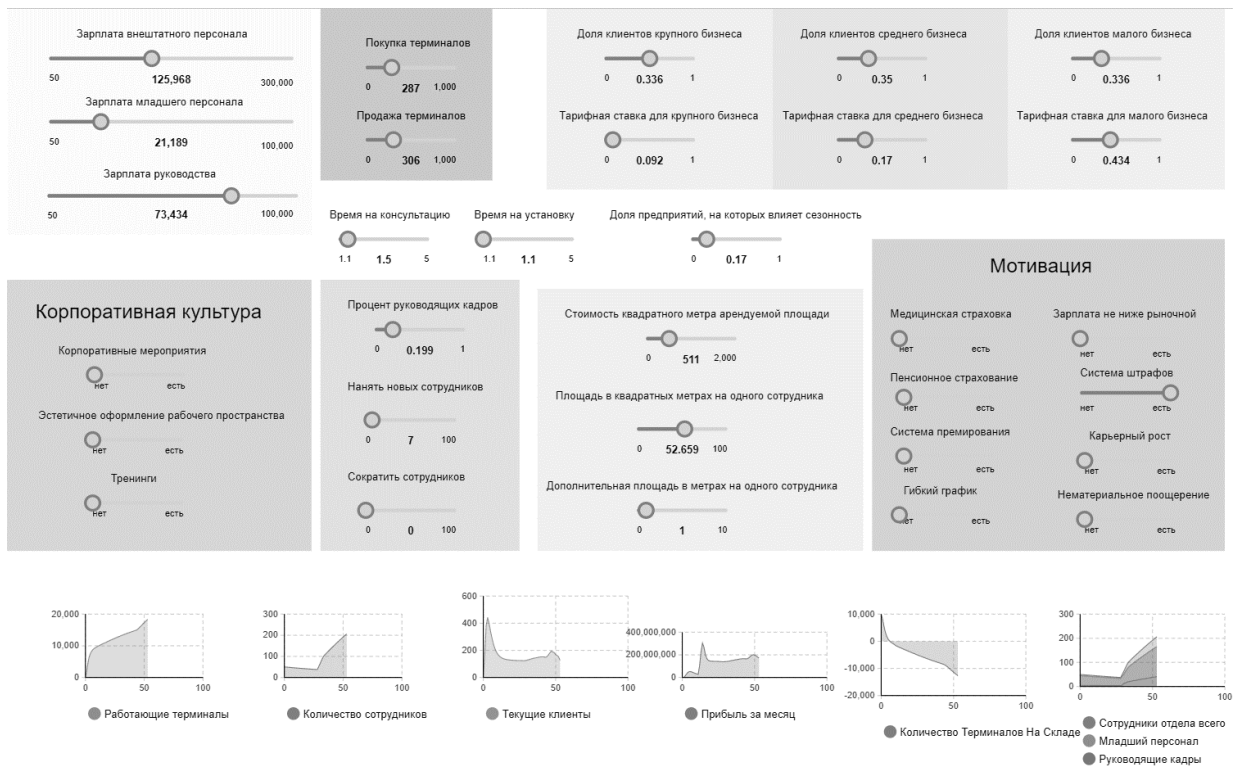 Зарплата внештатного персонала
50 125,968 300,000
Зарплата младшего персонала
50 21,189 100,000
Зарплата руководства
50 73,434 100,000
Покупка терминалов
0 287 1,000
Продажа терминалов
0 306 1,000
Доля клиентов крупного бизнеса
0 0.336 1
Тарифная ставка для крупного бизнеса
0 0.092 1
Доля клиентов среднего бизнеса
0 0.35 1
Тарифная ставка для среднего бизнеса
0 0.17 1
Доля клиентов малого бизнеса
0 0.336 1
Тарифная ставка для малого бизнеса
0 0.434 1
Время на консультацию
1.1 1.5 5
Время на установку
1.1 1.1 5
Доля предприятий, на которых влияет сезонность
0 0.17 1
Корпоративная культура
Корпоративные мероприятия
нет есть
Эстетичное оформление рабочего пространства
нет есть
Тренинги
нет есть
Процент руководящих кадров
0 0.199 1
Нанять новых сотрудников
0 7 100
Сократить сотрудников
0 0 100
Стоимость квадратного метра арендуемой площади
0 511 2,000
Площадь в квадратных метрах на одного сотрудника
0 52.659 100
Дополнительная площадь в метрах на одного сотрудника
0 1 10
Мотивация
Медицинская страховка
нет есть
Пенсионное страхование
нет есть
Система премирования
нет есть
Гибкий график
нет есть
Зарплата не ниже рыночной
нет есть
Система штрафов
нет есть
Карьерный рост
нет есть
Нематериальное поощерение
нет есть
20,000
10,000
0
0 50 100
Работающие терминалы
300
200
100
0
0 50 100
Количество сотрудников
600
400
200
0
0 50 100
Текущие клиенты
400,000,000
200,000,000
0
0 50 100
Прибыль за месяц
10,000
0
-10,000
-20,000
0 50 100
Количество Терминалов На Складе
300
200
100
0
0 50 100
Сотрудники отдела всего
Младший персонал
Руководящие кадры